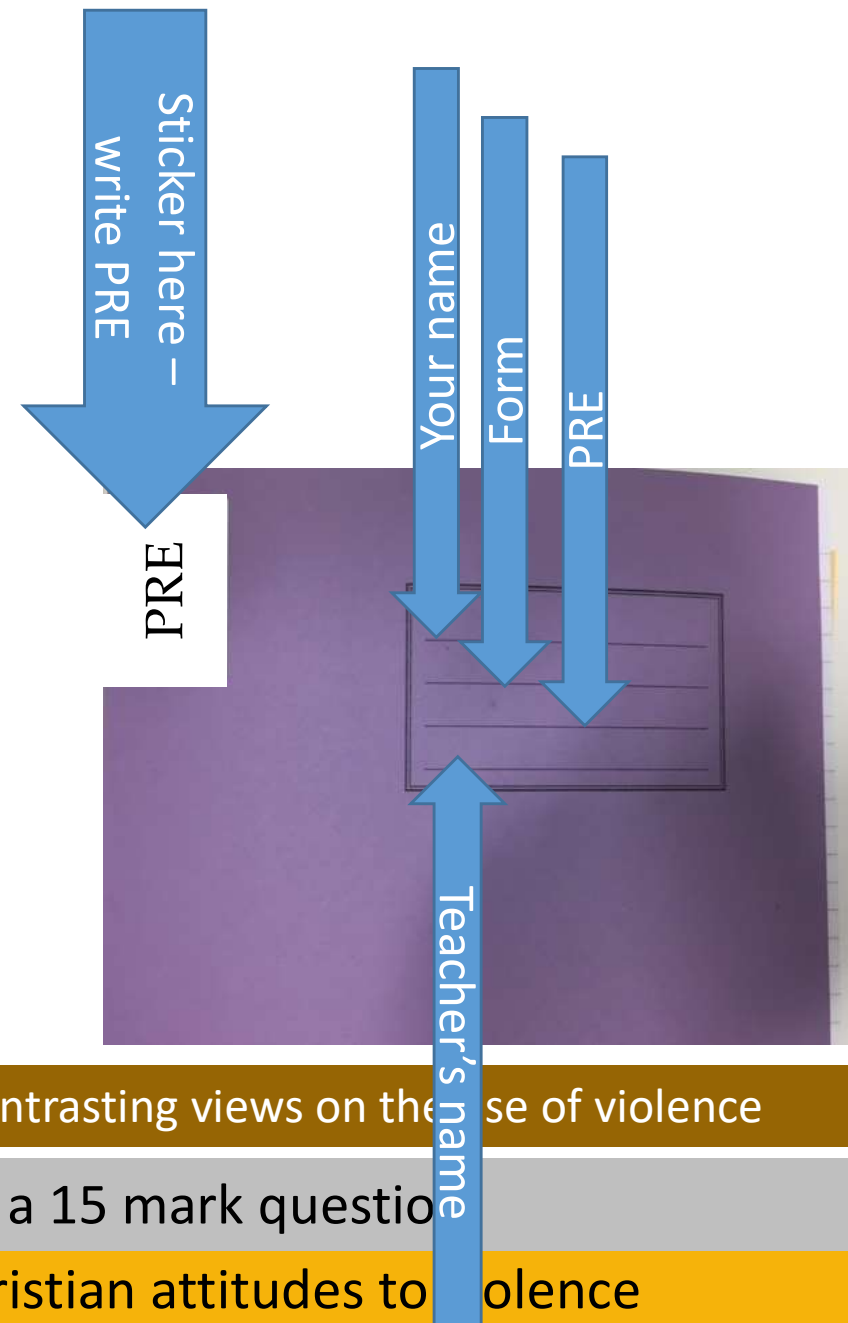 Sticker here –
write PRE
Your name
Form
PRE
PRE
Teacher's name
ntrasting views on the se of violence
a 15 mark questio
ristian attitudes to olence